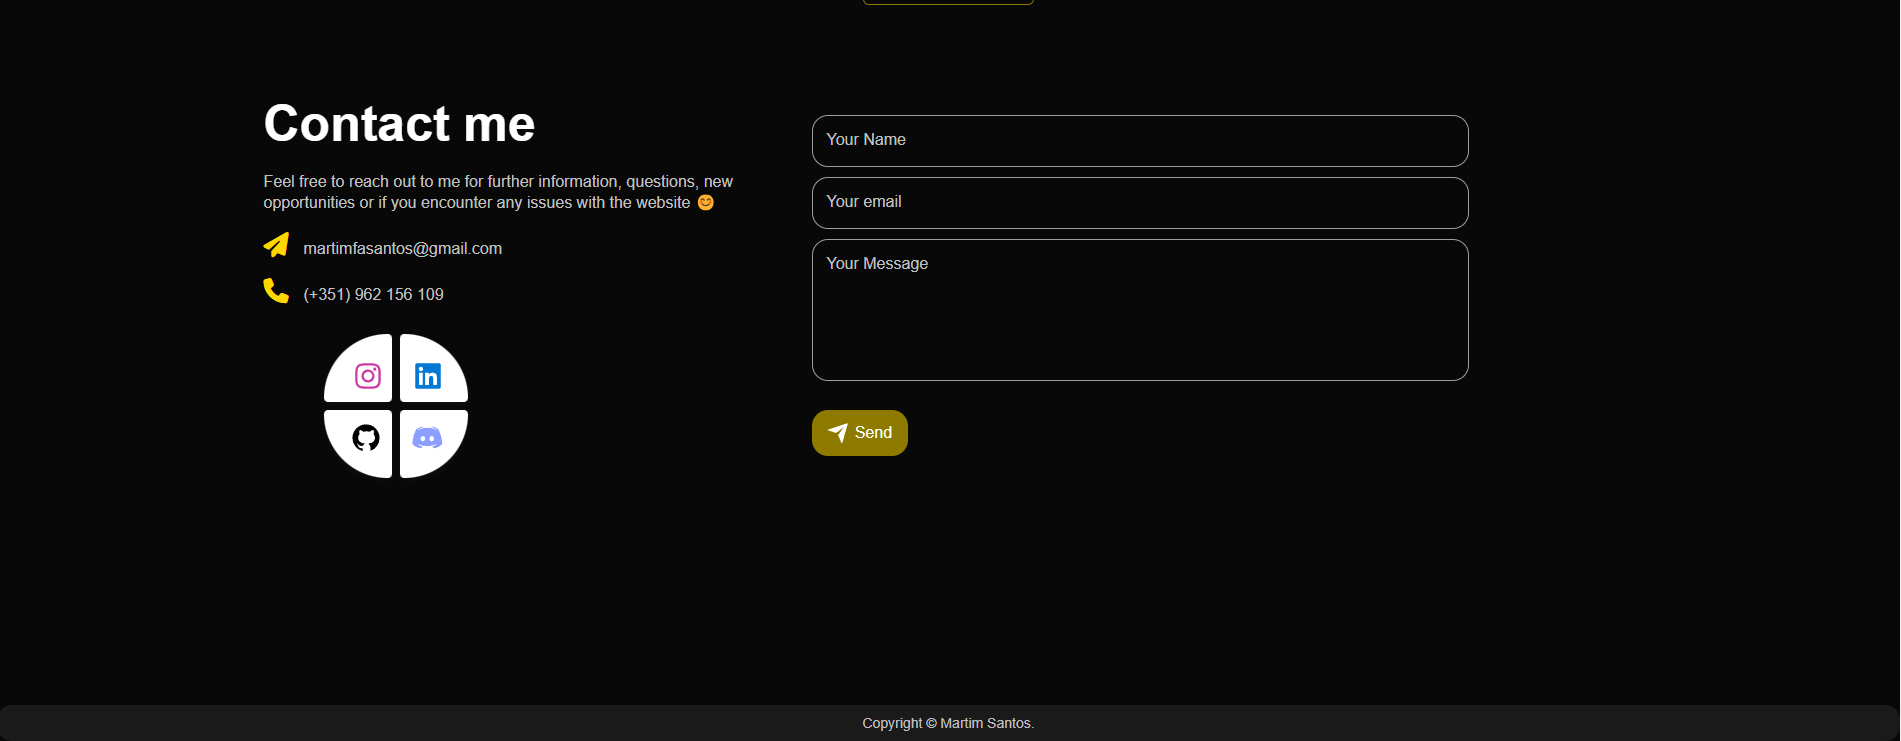 Contact me
Feel free to reach out to me for further information, questions, new
opportunities or if you encounter any issues with the website 😊
martimfasantos@gmail.com
(+351) 962 156 109
in
Your Name
Your email
Your Message
Send
Copyright © Martim Santos.